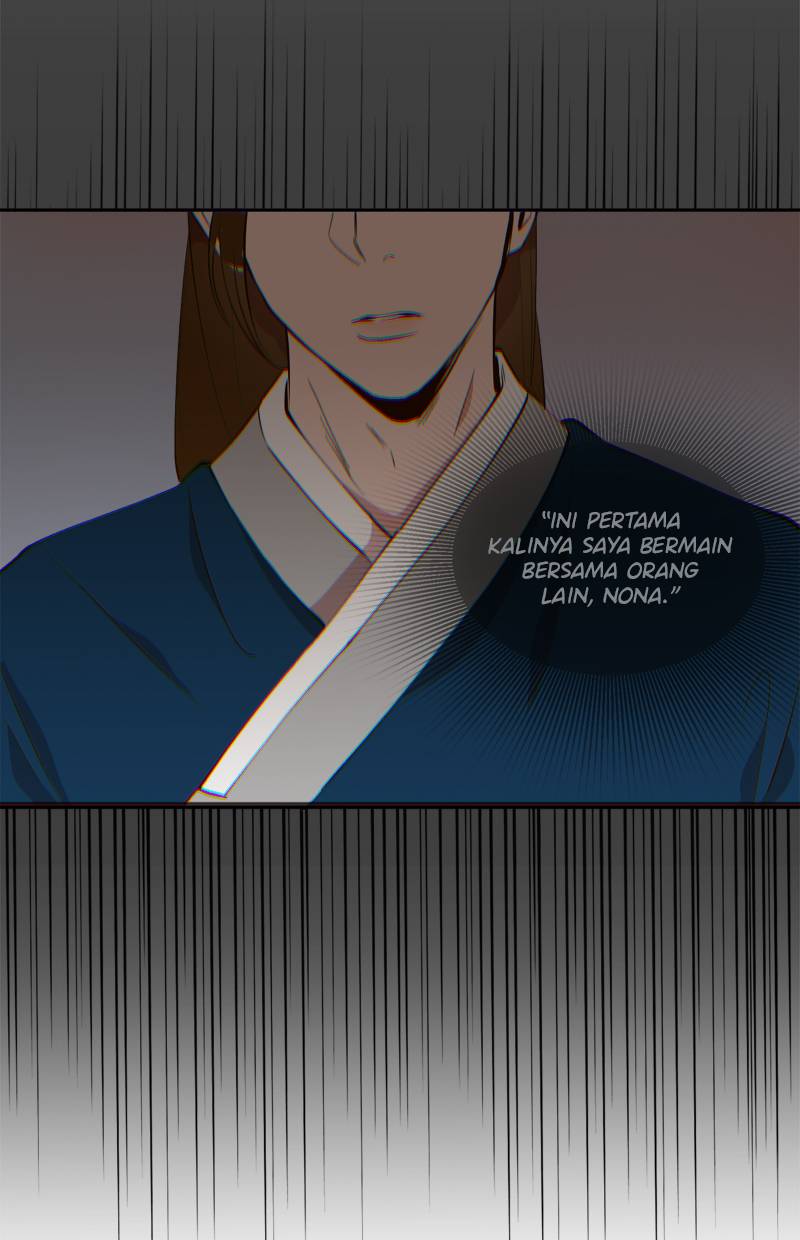 “INI PERTAMA
KALINYA SAYA BERMAIN
BERSAMA ORANG
LAIN, NONA.”